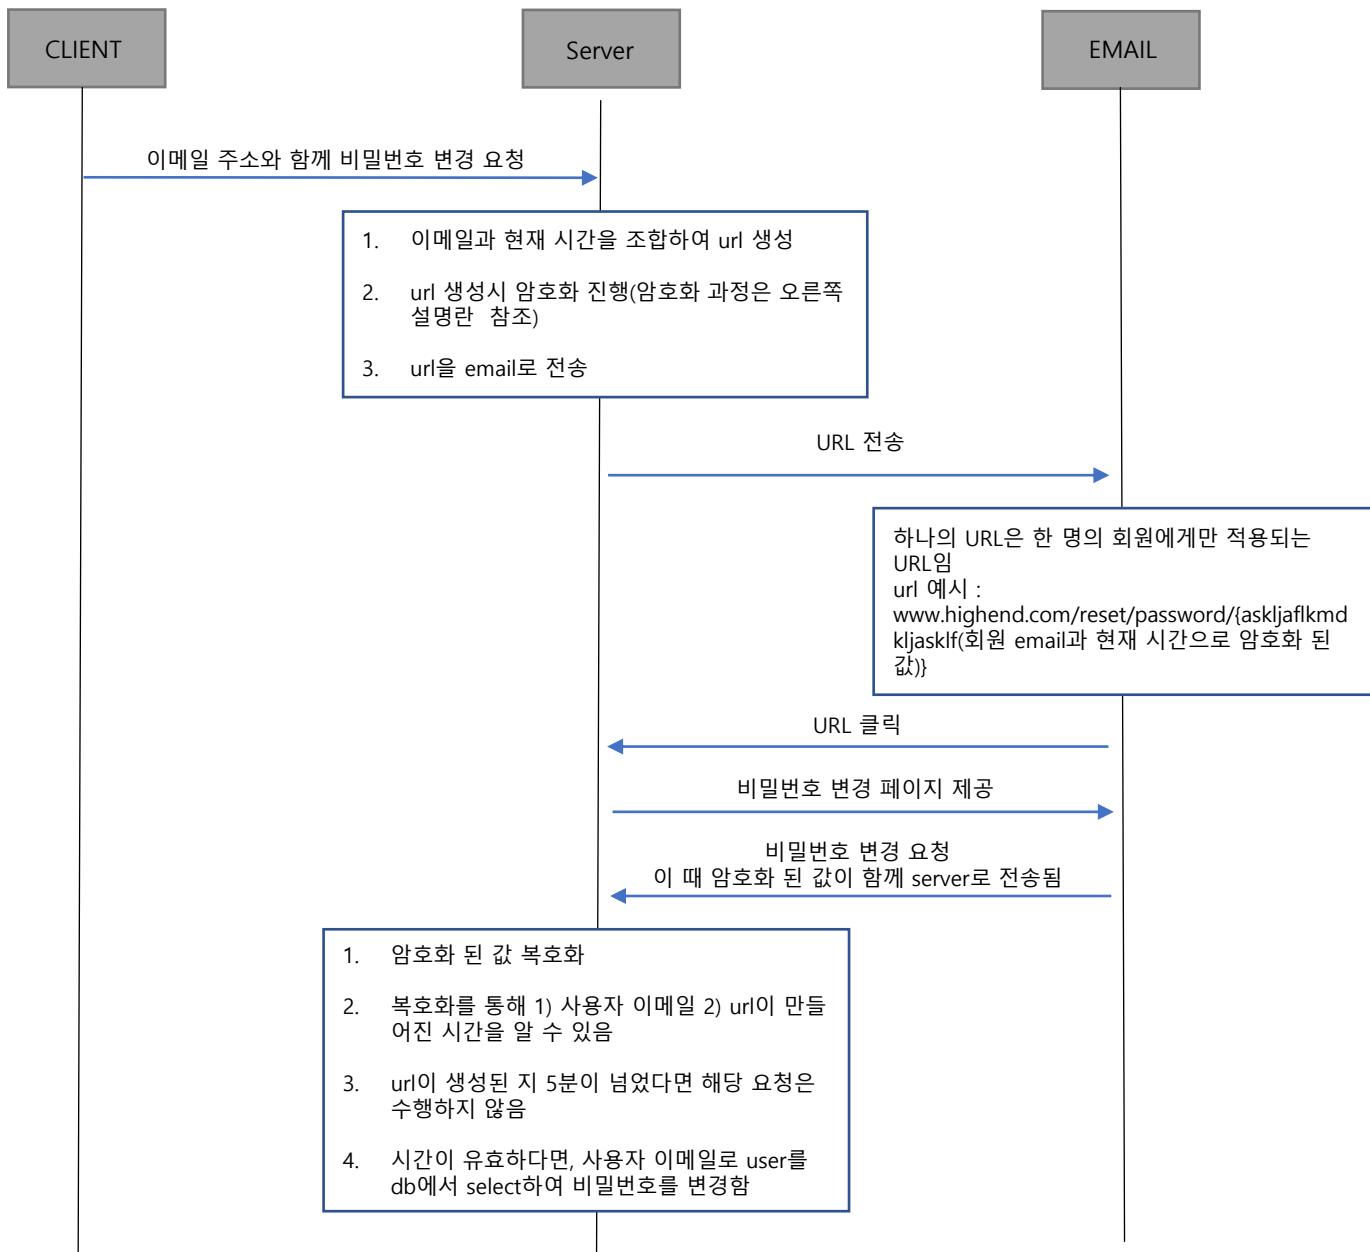 CLIENT
Server
EMAIL
이메일 주소와 함께 비밀번호 변경 요청
1. 이메일과 현재 시간을 조합하여 url 생성
2. url 생성시 암호화 진행(암호화 과정은 오른쪽
설명란 참조)
3. url을 email로 전송
URL 전송
하나의 URL은 한 명의 회원에게만 적용되는
URL임
url 예시 :
www.highend.com/reset/password/{askljaflkmd
kljasklf(회원 email과 현재 시간으로 암호화 된
값)}
URL 클릭
비밀번호 변경 페이지 제공
비밀번호 변경 요청
이 때 암호화 된 값이 함께 server로 전송됨
1. 암호화 된 값 복호화
2. 복호화를 통해 1) 사용자 이메일 2) url이 만들
어진 시간을 알 수 있음
3. url이 생성된 지 5분이 넘었다면 해당 요청은
수행하지 않음
4. 시간이 유효하다면, 사용자 이메일로 user를
db에서 select하여 비밀번호를 변경함